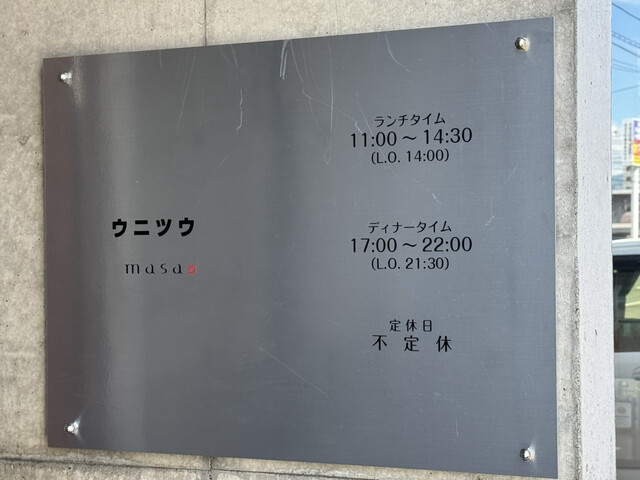 ウニツウ
masa
ランチタイム
11:00～14:30
(L.O. 14:00)
ディナータイム
17:00～22:00
(L.O. 21:30)
定休日
不定休